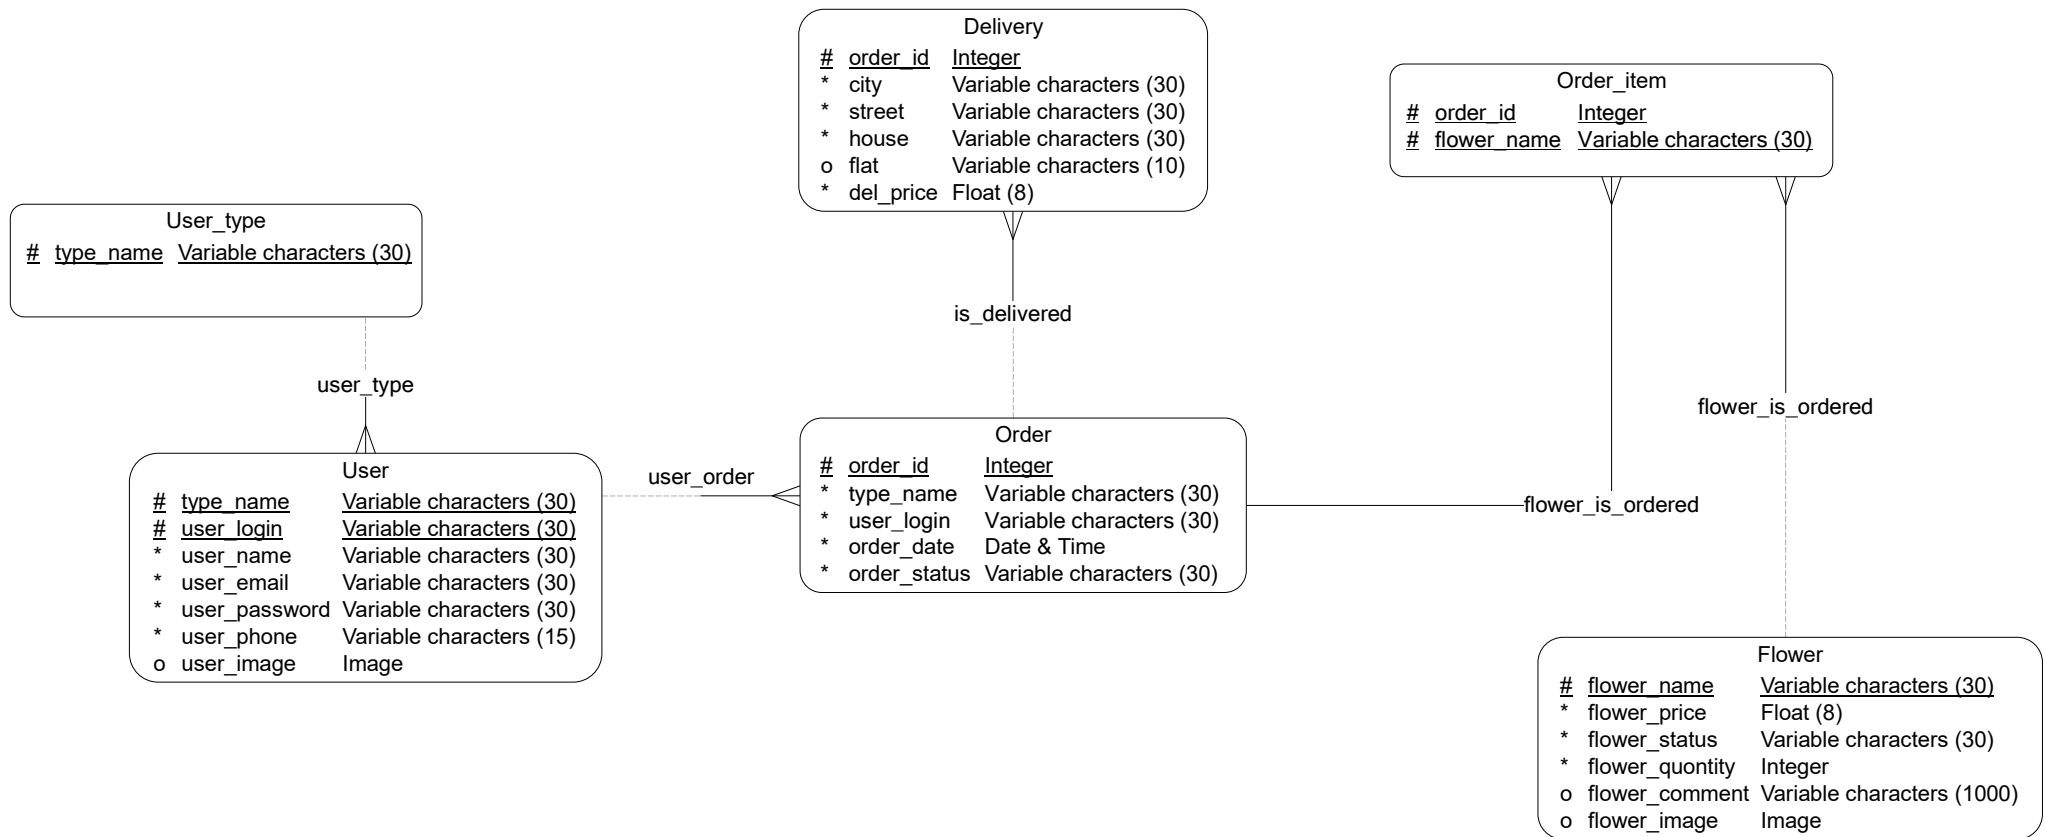 Delivery
# order_id Integer
* city Variable characters (30)
* street Variable characters (30)
* house Variable characters (30)
o flat Variable characters (10)
* del_price Float (8)
Order_item
# order_id Integer
# flower_name Variable characters (30)
User_type
# type_name Variable characters (30)
is_delivered
user_type
flower_is_ordered
User
# type_name Variable characters (30)
# user_login Variable characters (30)
* user_name Variable characters (30)
* user_email Variable characters (30)
* user_password Variable characters (30)
* user_phone Variable characters (15)
o user_image Image
user_order
Order
# order_id Integer
* type_name Variable characters (30)
* user_login Variable characters (30)
* order_date Date & Time
* order_status Variable characters (30)
flower_is_ordered
Flower
# flower_name Variable characters (30)
* flower_price Float (8)
* flower_status Variable characters (30)
* flower_quontity Integer
o flower_comment Variable characters (1000)
o flower_image Image